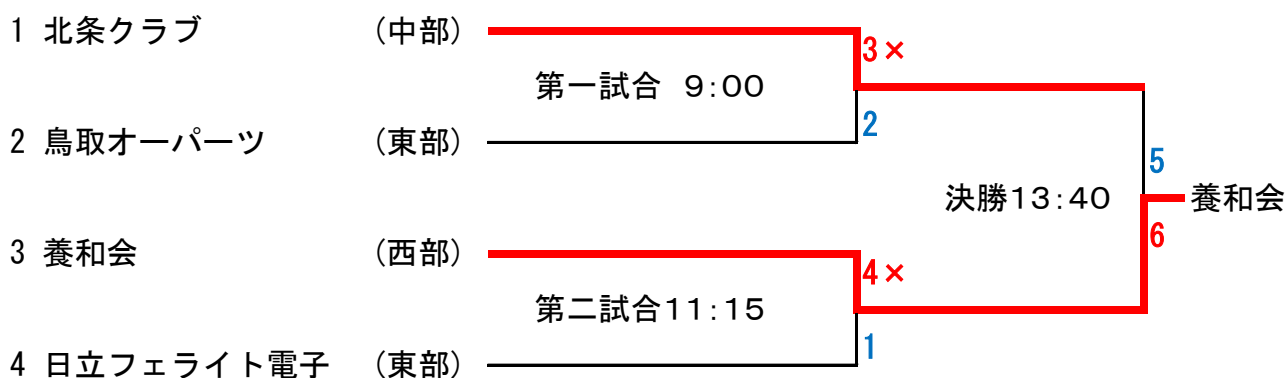 1 北条クラブ （中部）
3×
第一試合 9:00
2
2 鳥取オーパーツ （東部）
5
決勝13:40
養和会
6
3 養和会 （西部）
4×
第二試合11:15
1
4 日立フェライト電子 （東部）